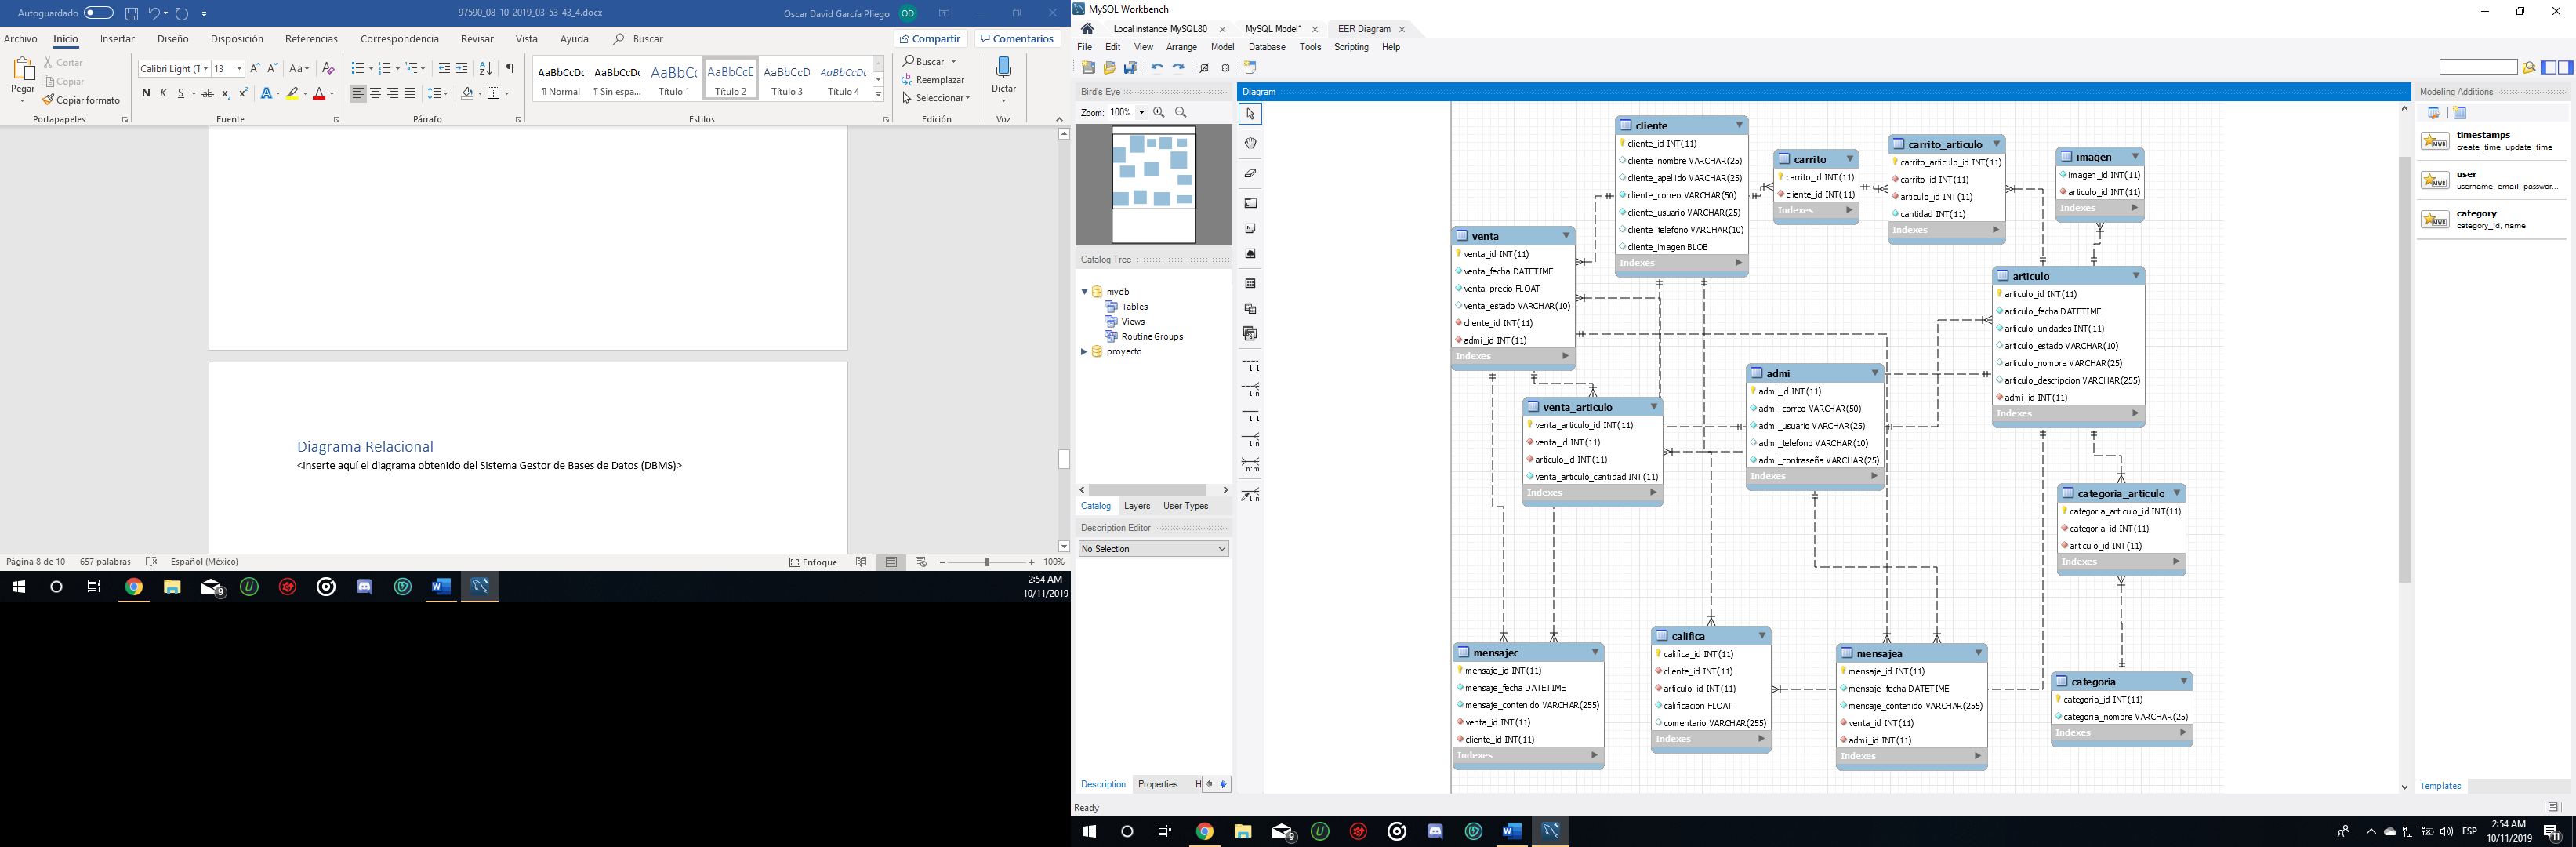 Autoguardado
97590_08-10-2019_03-53-43_4.docx
Oscar David García Pliego
OD
Archivo Inicio Insertar Diseño Disposición Referencias Correspondencia Revisar Vista Ayuda Buscar
Compartir Comentarios
Pegar
Cortar
Copiar
Copiar formato
Portapapeles
Calibri Light (T 13
Fuente
Párrafo
AaBbCcDc AaBbCcDc AaBbCc AaBbCcE AaBbCcD AaBbCcDc
¶ Normal ¶ Sin espa... Título 1 Título 2 Título 3 Título 4
Estilos
Buscar
Reemplazar
Seleccionar
Edición
Dictar
Voz
Diagrama Relacional
<inserte aquí el diagrama obtenido del Sistema Gestor de Bases de Datos (DBMS)>
Página 8 de 10 657 palabras Español (México)
Enfoque
100%
2:54 AM
10/11/2019
MySQL Workbench
Local instance MySQL80 MySQL Model* EER Diagram
File Edit View Arrange Model Database Tools Scripting Help
Bird's Eye
Zoom: 100%
Catalog Tree
mydb
Tables
Views
Routine Groups
proyecto
Catalog Layers User Types
Description Editor
No Selection
Description Properties H
Ready
Diagram
1:1
1:n
1:1
1:n
n:m
1:n
cliente
cliente_id INT(11)
cliente_nombre VARCHAR(25)
cliente_apellido VARCHAR(25)
cliente_correo VARCHAR(50)
cliente_usuario VARCHAR(25)
cliente_telefono VARCHAR(10)
cliente_imagen BLOB
Indexes
carrito
carrito_id INT(11)
cliente_id INT(11)
Indexes
carrito_articulo
carrito_articulo_id INT(11)
carrito_id INT(11)
articulo_id INT(11)
cantidad INT(11)
Indexes
imagen
imagen_id INT(11)
articulo_id INT(11)
Indexes
venta
venta_id INT(11)
venta_fecha DATETIME
venta_precio FLOAT
venta_estado VARCHAR(10)
cliente_id INT(11)
admi_id INT(11)
Indexes
articulo
articulo_id INT(11)
articulo_fecha DATETIME
articulo_unidades INT(11)
articulo_estado VARCHAR(10)
articulo_nombre VARCHAR(25)
articulo_descripcion VARCHAR(255)
admi_id INT(11)
Indexes
venta_articulo
venta_articulo_id INT(11)
venta_id INT(11)
articulo_id INT(11)
venta_articulo_cantidad INT(11)
Indexes
admi
admi_id INT(11)
admi_correo VARCHAR(50)
admi_usuario VARCHAR(25)
admi_telefono VARCHAR(10)
admi_contraseña VARCHAR(25)
Indexes
categoria_articulo
categoria_articulo_id INT(11)
categoria_id INT(11)
articulo_id INT(11)
Indexes
mensajec
mensaje_id INT(11)
mensaje_fecha DATETIME
mensaje_contenido VARCHAR(255)
venta_id INT(11)
cliente_id INT(11)
Indexes
califica
califica_id INT(11)
cliente_id INT(11)
articulo_id INT(11)
calificacion FLOAT
comentario VARCHAR(255)
Indexes
mensajea
mensaje_id INT(11)
mensaje_fecha DATETIME
mensaje_contenido VARCHAR(255)
venta_id INT(11)
admi_id INT(11)
Indexes
categoria
categoria_id INT(11)
categoria_nombre VARCHAR(25)
Indexes
Modeling Additions
timestamps
create_time, update_time
user
username, email, passwor...
category
category_id, name
Templates
ESP
2:54 AM
10/11/2019